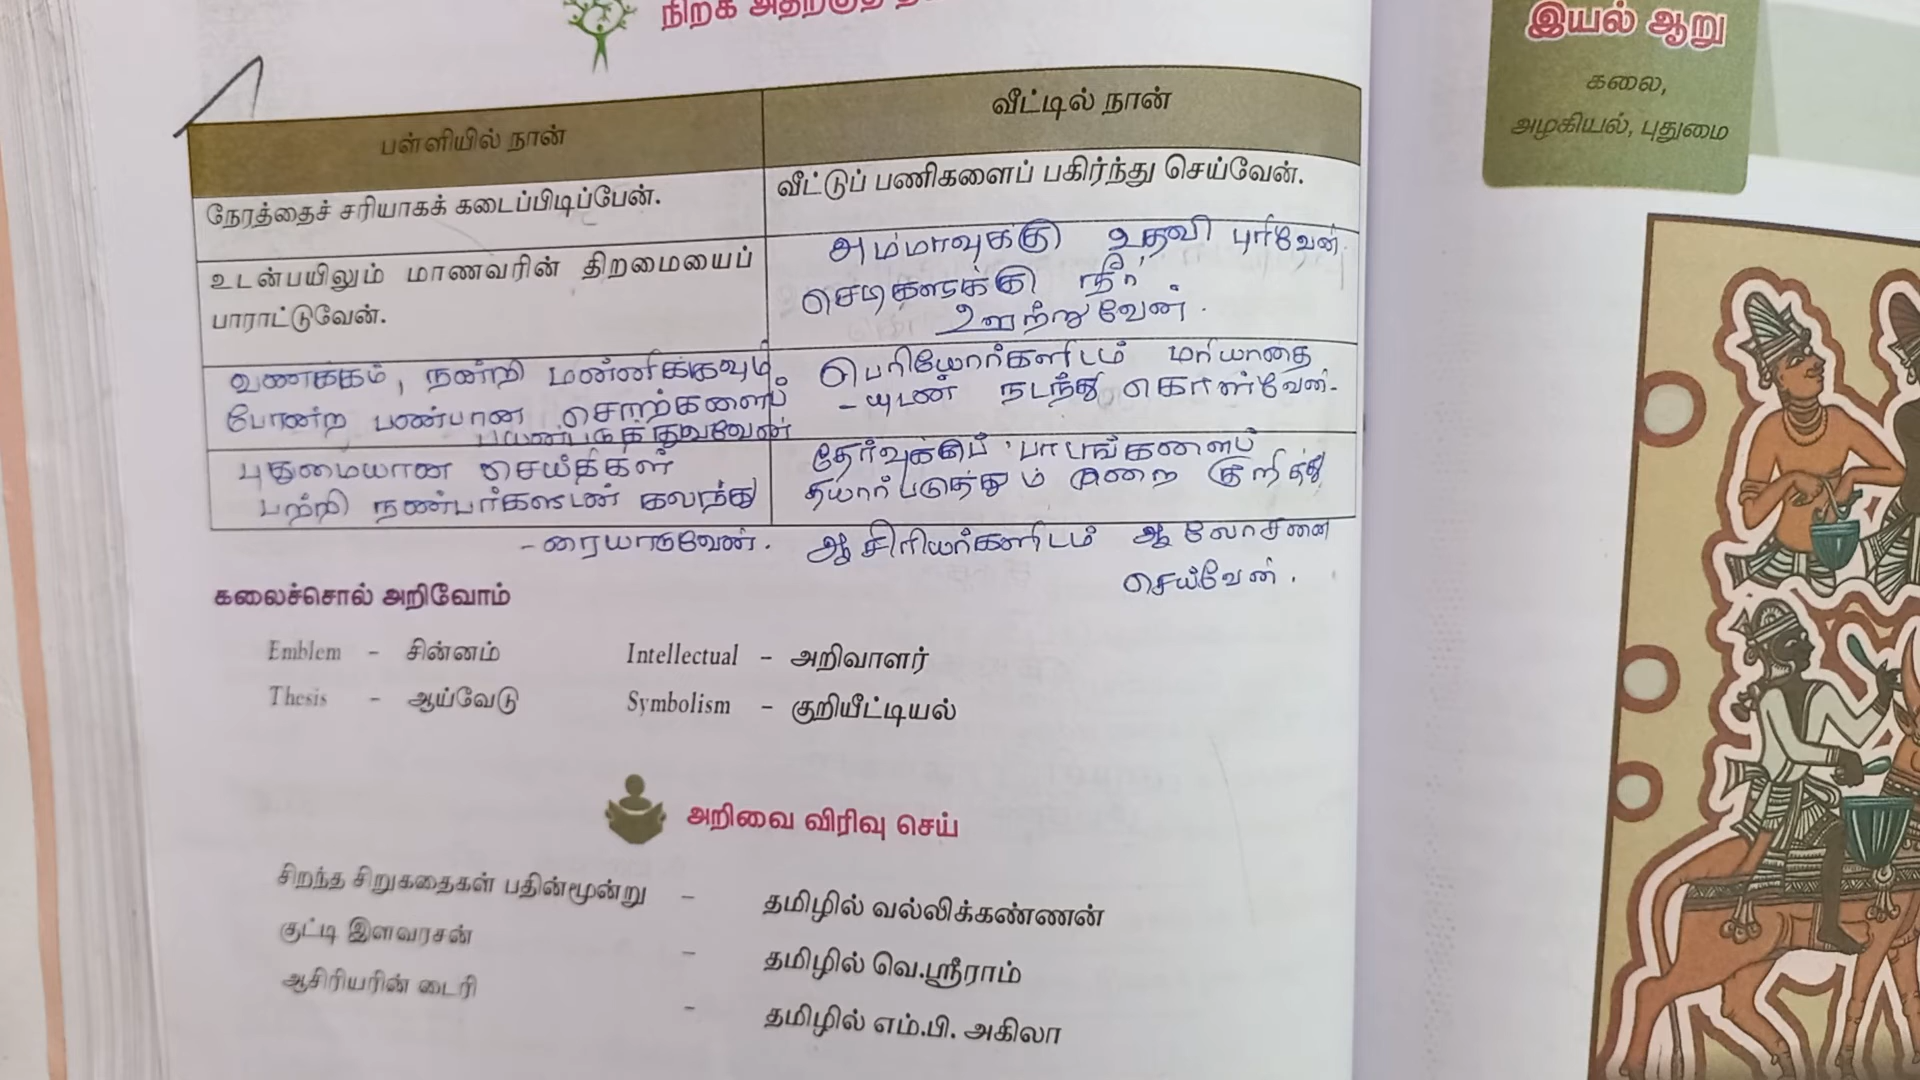 நிற்க அதற்குத்
பள்ளியில் நான்
வீட்டில் நான்
நேரத்தைச் சரியாகக் கடைப்பிடிப்பேன்.
வீட்டுப் பணிகளைப் பகிர்ந்து செய்வேன்.
உடன்பயிலும் மாணவரின் திறமையைப்
பாராட்டுவேன்.
அம்மாவுக்கு உதவி புரிவேன்.
செடிகளுக்கு நீர்
ஊற்றுவேன்.
வணக்கம், நன்றி மன்னிக்கவும்
போன்ற பண்பான சொற்களைப்
பயன்படுத்துவேன்
பெரியோர்களிடம் மரியாதை
-யுடன் நடந்து கொள்வேன்-
புதுமையான செய்திகள்
பற்றி நண்பர்களுடன் கலந்து
-ரையாடுவேன்.
தேர்வுக்குப் பாடங்களைப்
தயார்படுத்தும் முறை குறித்து
ஆசிரியர்களிடம் ஆலோசனை
செய்வேன்.
கலைச்சொல் அறிவோம்
Emblem - சின்னம்
Intellectual - அறிவாளர்
Thesis - ஆய்வேடு
Symbolism - குறியீட்டியல்
அறிவை விரிவு செய்
சிறந்த சிறுகதைகள் பதின்மூன்று - தமிழில் வல்லிக்கண்ணன்
குட்டி இளவரசன் - தமிழில் வெ.ஸ்ரீராம்
ஆசிரியரின் டைரி - தமிழில் எம்.பி. அகிலா
இயல் ஆறு
கலை,
அழகியல், புதுமை